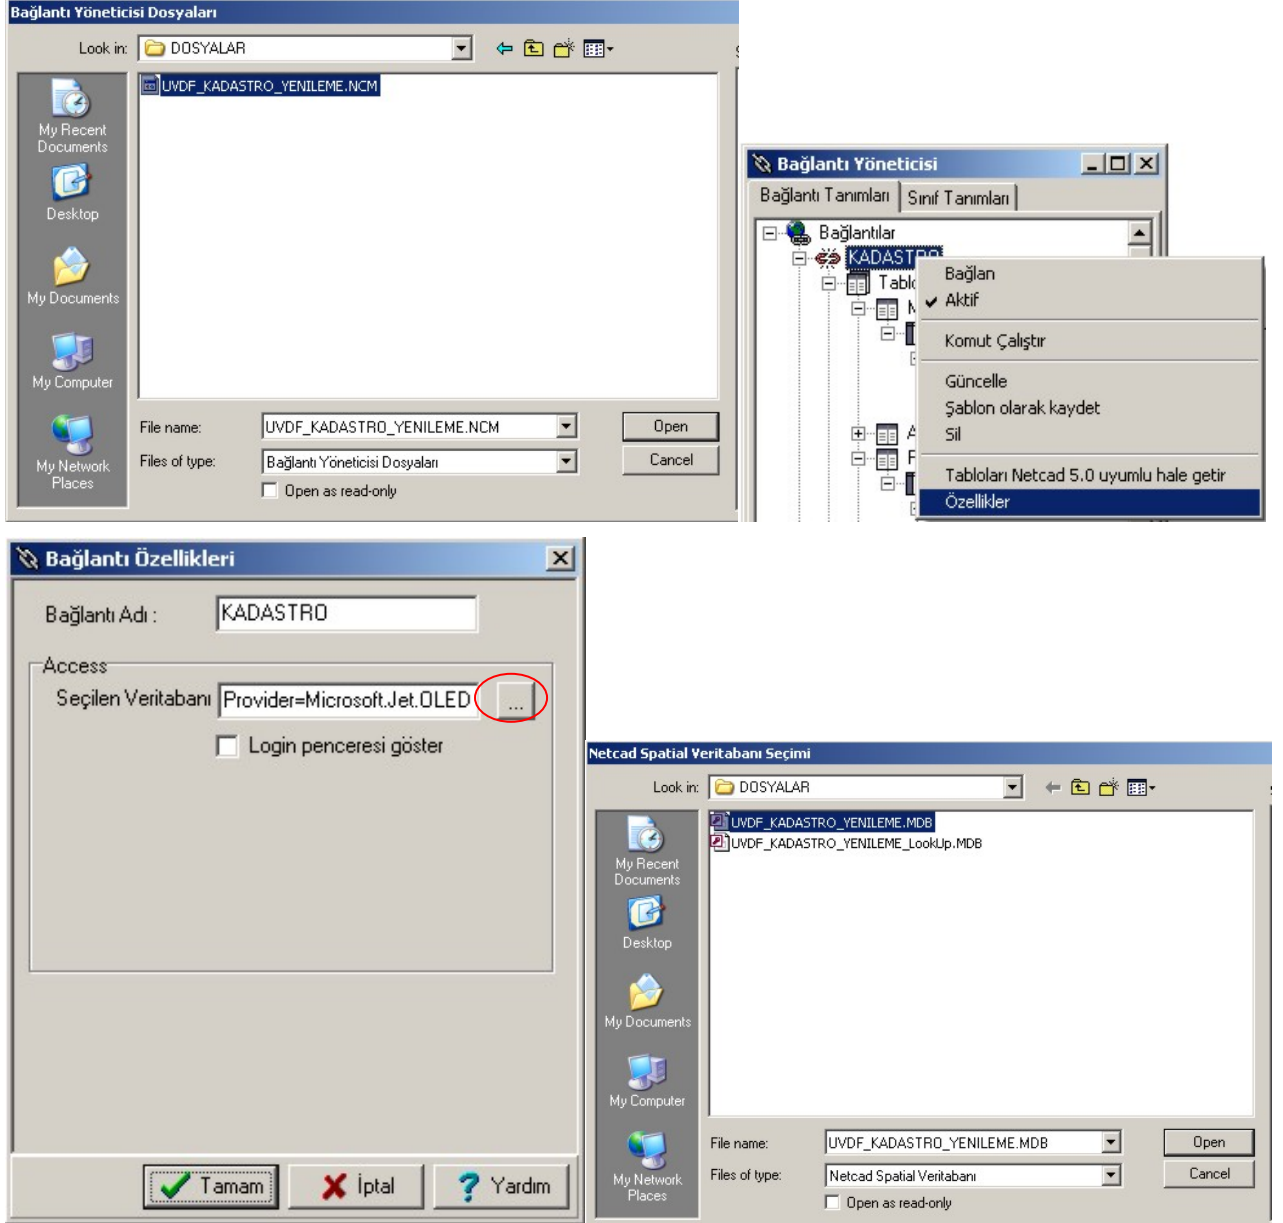 Bağlantı Yöneticisi Dosyaları
Look in:
DOSYALAR
UVDF_KADASTRO_YENILEME.NCM
My Recent
Documents
Desktop
My Documents
My Computer
My Network
Places
File name:
UVDF_KADASTRO_YENILEME.NCM
Open
Files of type:
Bağlantı Yöneticisi Dosyaları
Cancel
Open as read-only
Bağlantı Yöneticisi
Bağlantı Tanımları
Sınıf Tanımları
Bağlantılar
KADASTRO
Bağlan
Aktif
Komut Çalıştır
Güncelle
Şablon olarak kaydet
Sil
Tabloları Netcad 5.0 uyumlu hale getir
Özellikler
Bağlantı Özellikleri
Bağlantı Adı :
KADASTRO
Access
Seçilen Veritabanı
Provider=Microsoft.Jet.OLED
...
Login penceresi göster
Tamam
İptal
Yardım
Netcad Spatial Veritabanı Seçimi
Look in:
DOSYALAR
UVDF_KADASTRO_YENILEME.MDB
UVDF_KADASTRO_YENILEME_LookUp.MDB
My Recent
Documents
Desktop
My Documents
My Computer
My Network
Places
File name:
UVDF_KADASTRO_YENILEME.MDB
Open
Files of type:
Netcad Spatial Veritabanı
Cancel
Open as read-only